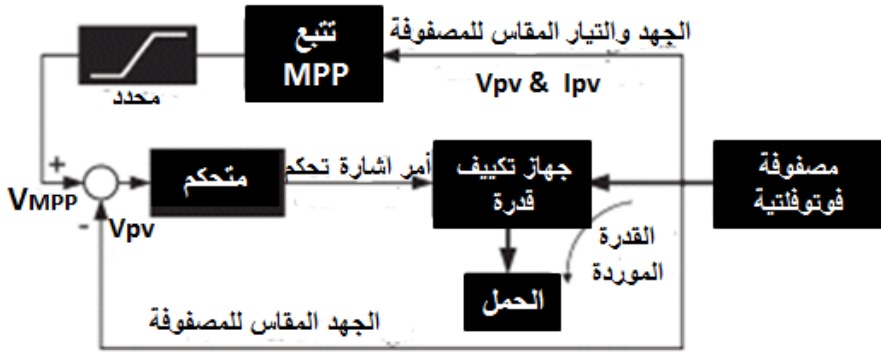 الجهد والتيار المقاس للمصفوفة
تتبع
MPP
Vpv & Ipv
محدد
+
أمر اشارة تحكم
متحكم
جهاز تكييف
قدرة
مصفوفة
فوتوفلتية
VMPP
-
Vpv
القدرة
الموردة
الحمل
الجهد المقاس للمصفوفة